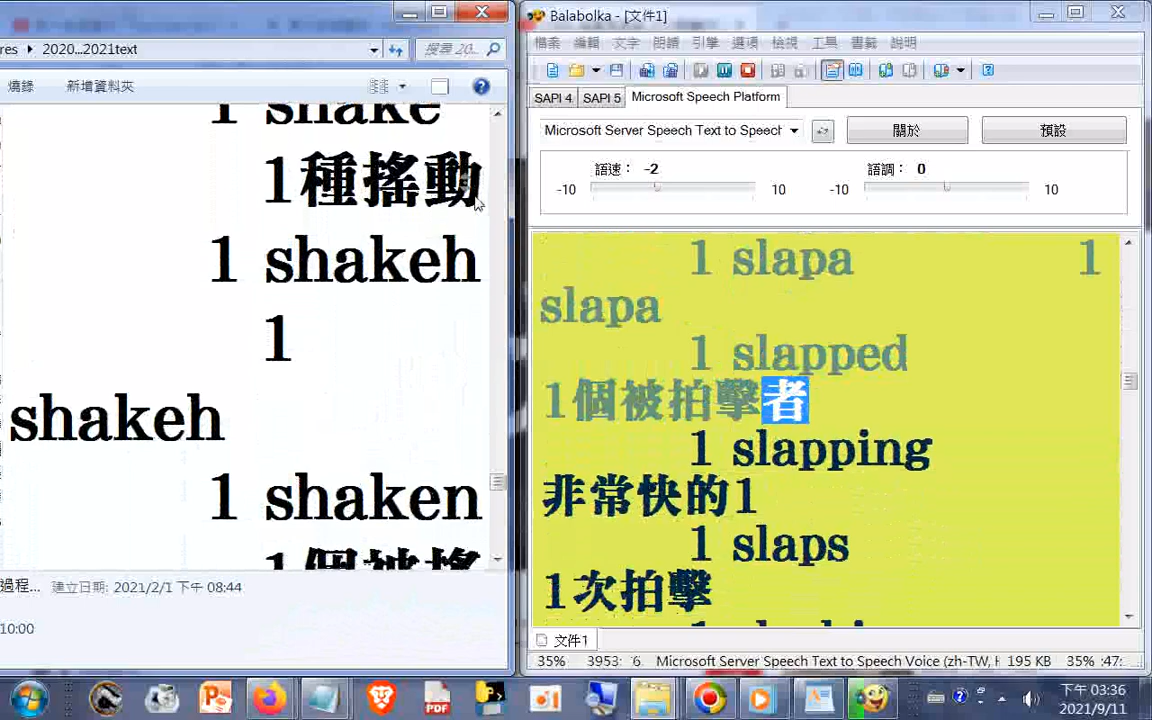 res ▸ 2020...2021text
搜尋 20...
燒錄 新增資料夾
1 shake
1種搖動
1 shakeh
1
shakeh
1 shaken
1個被搖
過程... 建立日期: 2021/2/1 下午 08:44
10:00
Balabolka - [文件1]
檔案 編輯 文字 朗讀 引擎 選項 檢視 工具 書籤 說明
SAPI 4 SAPI 5 Microsoft Speech Platform
Microsoft Server Speech Text to Speech 關於 預設
語速： -2 語調： 0
-10 10 -10 10
1 slapa 1
slapa
1 slapped
1個被拍擊者
1 slapping
非常快的1
1 slaps
1次拍擊
文件1
35% 3953: 6 Microsoft Server Speech Text to Speech Voice (zh-TW, H 195 KB 35% :47:
下午 03:36
2021/9/11